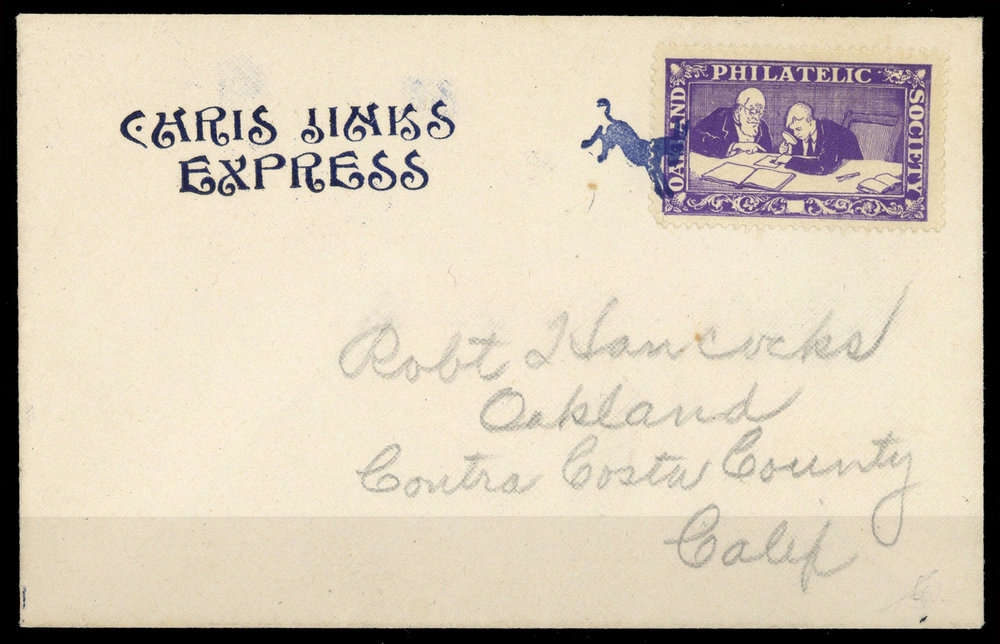 CHRIS JINKS
EXPRESS
OAKLAND PHILATELIC SOCIETY
Robt Hancocks
Oakland
Contra Costa County
Calif